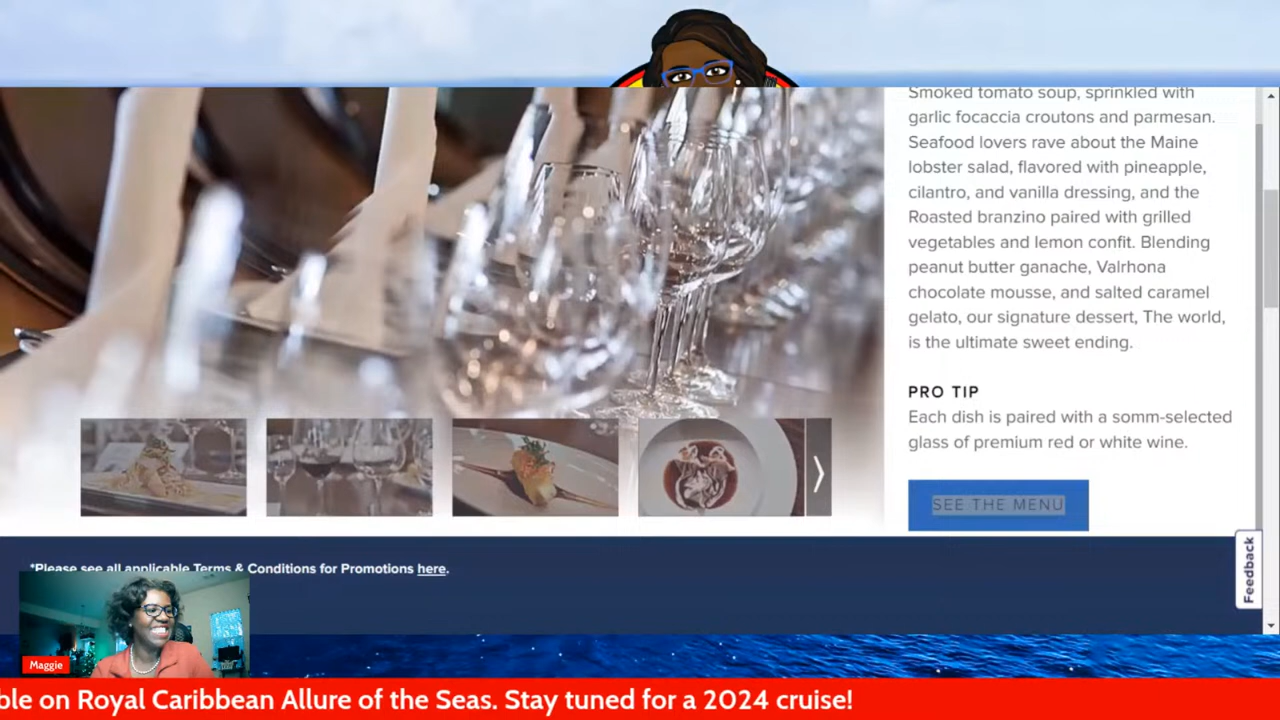 Smoked tomato soup, sprinkled with
garlic focaccia croutons and parmesan.
Seafood lovers rave about the Maine
lobster salad, flavored with pineapple,
cilantro, and vanilla dressing, and the
Roasted branzino paired with grilled
vegetables and lemon confit. Blending
peanut butter ganache, Valrhona
chocolate mousse, and salted caramel
gelato, our signature dessert, The world,
is the ultimate sweet ending.
PRO TIP
Each dish is paired with a somm-selected
glass of premium red or white wine.
SEE THE MENU
Feedback
*Please see all applicable Terms & Conditions for Promotions here.
Maggie
ble on Royal Caribbean Allure of the Seas. Stay tuned for a 2024 cruise!